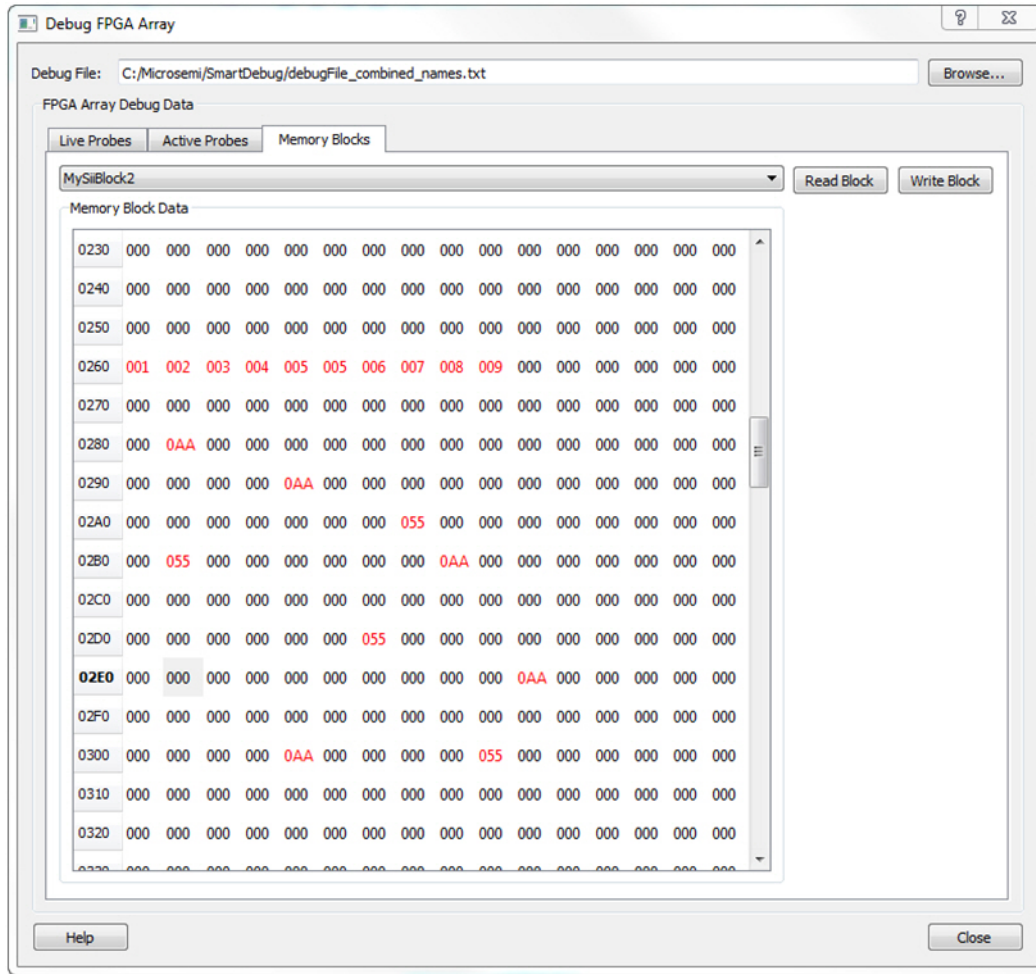 Debug FPGA Array
Debug File: C:/Microsemi/SmartDebug/debugFile_combined_names.txt Browse...
FPGA Array Debug Data
Live Probes Active Probes Memory Blocks
MySiiBlock2 Read Block Write Block
Memory Block Data
0230 000 000 000 000 000 000 000 000 000 000 000 000 000 000 000 000
0240 000 000 000 000 000 000 000 000 000 000 000 000 000 000 000 000
0250 000 000 000 000 000 000 000 000 000 000 000 000 000 000 000 000
0260 001 002 003 004 005 005 006 007 008 009 000 000 000 000 000 000
0270 000 000 000 000 000 000 000 000 000 000 000 000 000 000 000 000
0280 000 0AA 000 000 000 000 000 000 000 000 000 000 000 000 000 000
0290 000 000 000 000 0AA 000 000 000 000 000 000 000 000 000 000 000
02A0 000 000 000 000 000 000 000 055 000 000 000 000 000 000 000 000
02B0 000 055 000 000 000 000 000 000 0AA 000 000 000 000 000 000 000
02C0 000 000 000 000 000 000 000 000 000 000 000 000 000 000 000 000
02D0 000 000 000 000 000 000 055 000 000 000 000 000 000 000 000 000
02E0 000 000 000 000 000 000 000 000 000 000 0AA 000 000 000 000 000
02F0 000 000 000 000 000 000 000 000 000 000 000 000 000 000 000 000
0300 000 000 000 000 0AA 000 000 000 000 055 000 000 000 000 000 000
0310 000 000 000 000 000 000 000 000 000 000 000 000 000 000 000 000
0320 000 000 000 000 000 000 000 000 000 000 000 000 000 000 000 000
Help Close